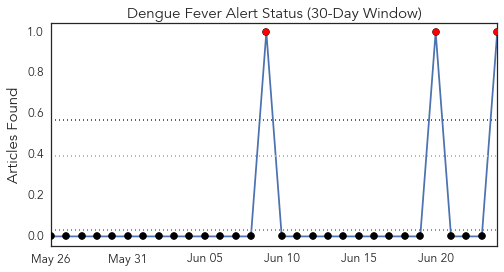 Dengue Fever Alert Status (30-Day Window)
Articles Found
1.0
0.8
0.6
0.4
0.2
0.0
May 26 May 31 Jun 05 Jun 10 Jun 15 Jun 20